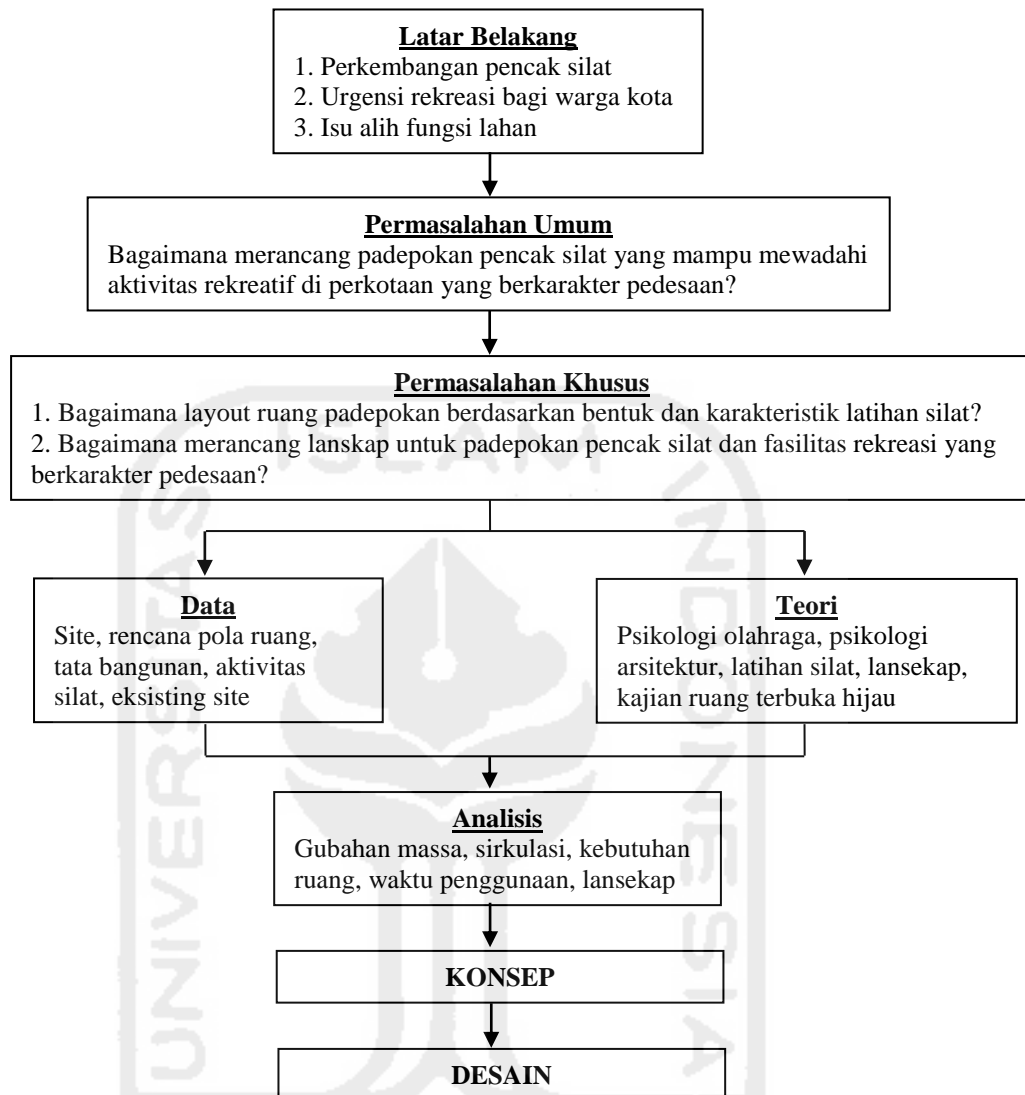 Latar Belakang
1. Perkembangan pencak silat
2. Urgensi rekreasi bagi warga kota
3. Isu alih fungsi lahan
Permasalahan Umum
Bagaimana merancang padepokan pencak silat yang mampu mewadahi
aktivitas rekreatif di perkotaan yang berkarakter pedesaan?
Permasalahan Khusus
1. Bagaimana layout ruang padepokan berdasarkan bentuk dan karakteristik latihan silat?
2. Bagaimana merancang lanskap untuk padepokan pencak silat dan fasilitas rekreasi yang
berkarakter pedesaan?
Data
Site, rencana pola ruang,
tata bangunan, aktivitas
silat, eksisting site
Teori
Psikologi olahraga, psikologi
arsitektur, latihan silat, lansekap,
kajian ruang terbuka hijau
Analisis
Gubahan massa, sirkulasi, kebutuhan
ruang, waktu penggunaan, lansekap
KONSEP
DESAIN
UNIVERSITAS
ISLAM
INDONESIA